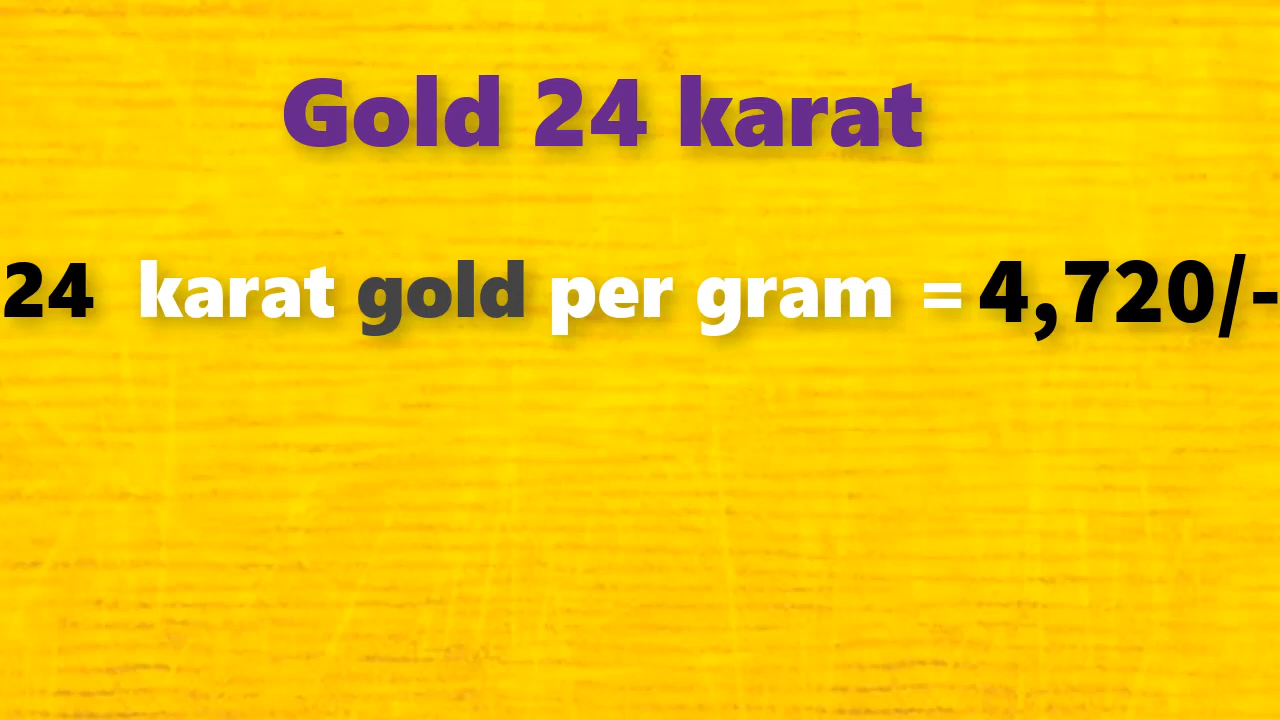 Gold 24 karat
24 karat gold per gram = 4,720/-